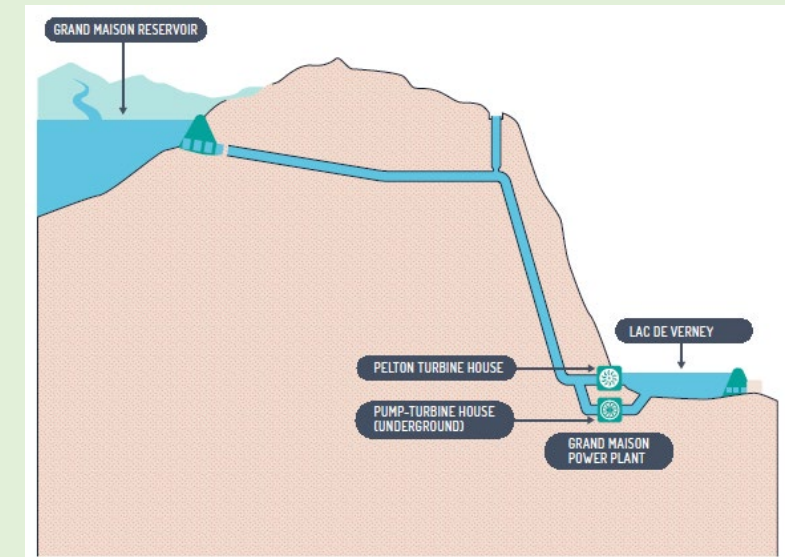 GRAND MAISON RESERVOIR
LAC DE VERNEY
PELTON TURBINE HOUSE
PUMP-TURBINE HOUSE
(UNDERGROUND)
GRAND MAISON
POWER PLANT